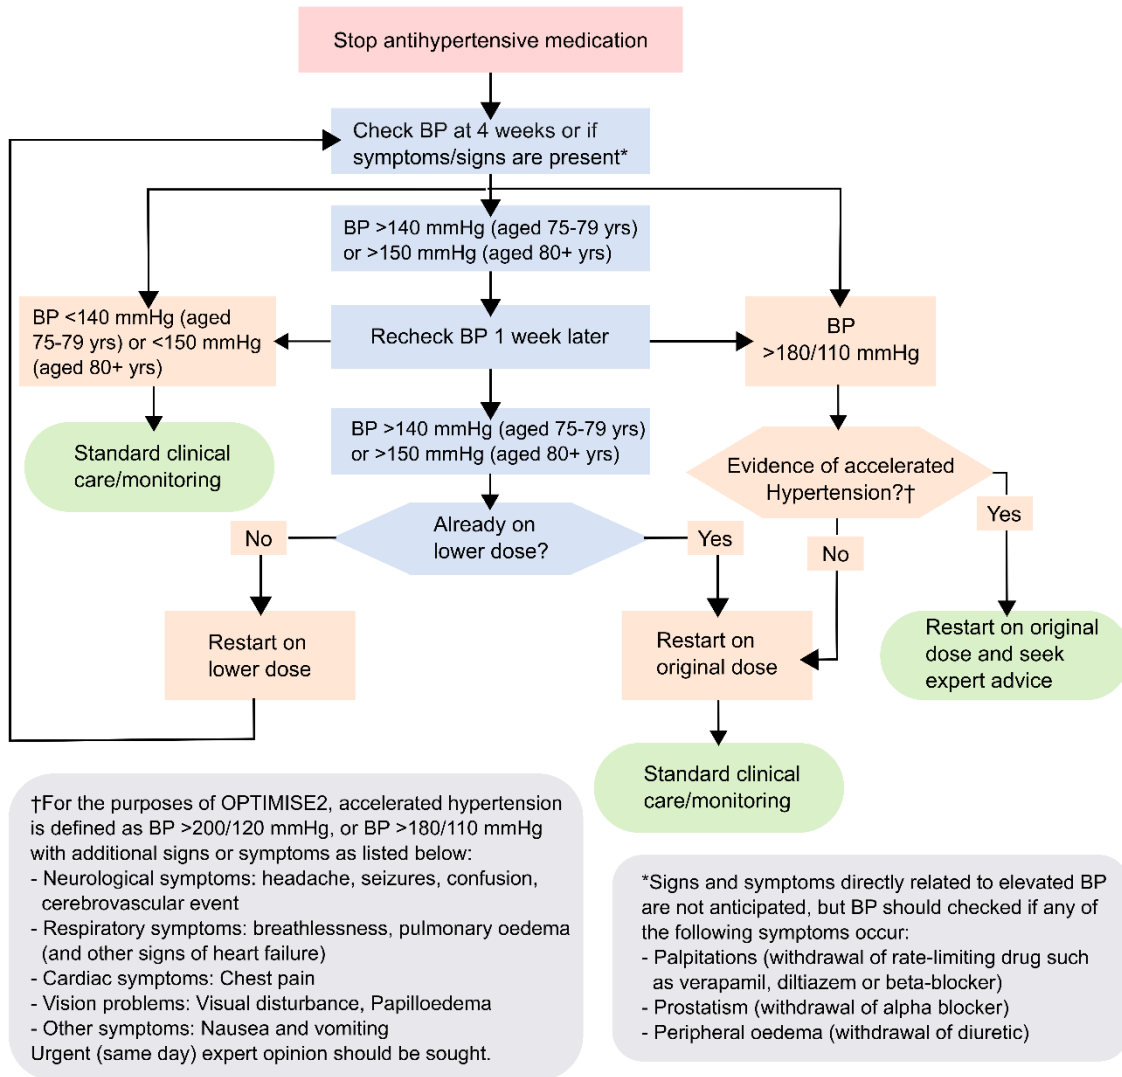 Stop antihypertensive medication
Check BP at 4 weeks or if
symptoms/signs are present*
BP >140 mmHg (aged 75-79 yrs)
or >150 mmHg (aged 80+ yrs)
BP <140 mmHg (aged
75-79 yrs) or <150 mmHg
(aged 80+ yrs)
Recheck BP 1 week later
BP
>180/110 mmHg
Standard clinical
care/monitoring
BP >140 mmHg (aged 75-79 yrs)
or >150 mmHg (aged 80+ yrs)
Evidence of accelerated
Hypertension?†
No
Already on
lower dose?
Yes
No
Yes
Restart on
lower dose
Restart on
original dose
Restart on original
dose and seek
expert advice
Standard clinical
care/monitoring
†For the purposes of OPTIMISE2, accelerated hypertension
is defined as BP >200/120 mmHg, or BP >180/110 mmHg
with additional signs or symptoms as listed below:
- Neurological symptoms: headache, seizures, confusion,
cerebrovascular event
- Respiratory symptoms: breathlessness, pulmonary oedema
(and other signs of heart failure)
- Cardiac symptoms: Chest pain
- Vision problems: Visual disturbance, Papilloedema
- Other symptoms: Nausea and vomiting
Urgent (same day) expert opinion should be sought.
*Signs and symptoms directly related to elevated BP
are not anticipated, but BP should checked if any of
the following symptoms occur:
- Palpitations (withdrawal of rate-limiting drug such
as verapamil, diltiazem or beta-blocker)
- Prostatism (withdrawal of alpha blocker)
- Peripheral oedema (withdrawal of diuretic)